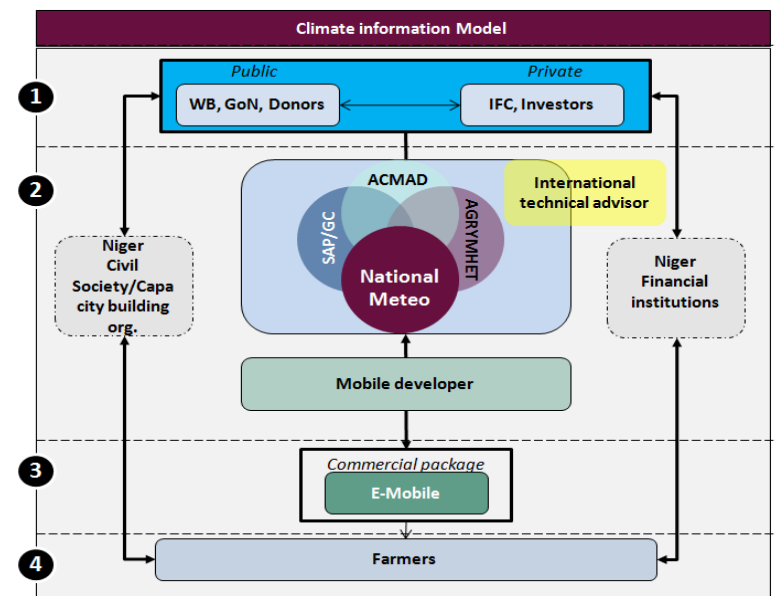 Climate information Model
1
Public
Private
WB, GoN, Donors
IFC, Investors
2
ACMAD
International
technical advisor
SAP/GC
AGRYMHET
National
Meteo
Niger
Civil
Society/Capa
city building
org.
Niger
Financial
institutions
Mobile developer
3
Commercial package
E-Mobile
4
Farmers